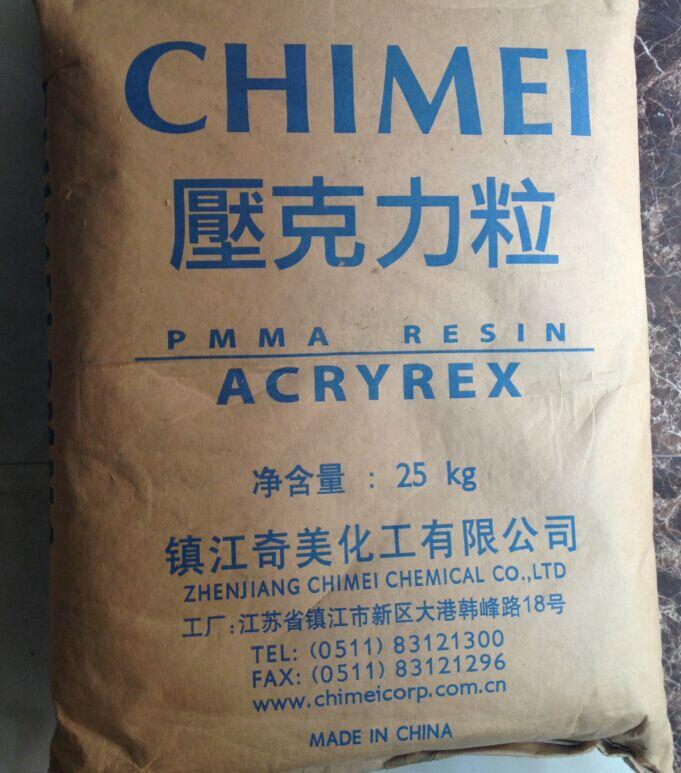 CHIMEI
壓克力粒
PMMA RESIN
ACRYREX
净含量 : 25 kg
镇江奇美化工有限公司
ZHENJIANG CHIMEI CHEMICAL CO.,LTD
工厂:江苏省镇江市新区大港韩峰路18号
TEL: (0511) 83121300
FAX: (0511) 83121296
www.chimeicorp.com.cn
MADE IN CHINA